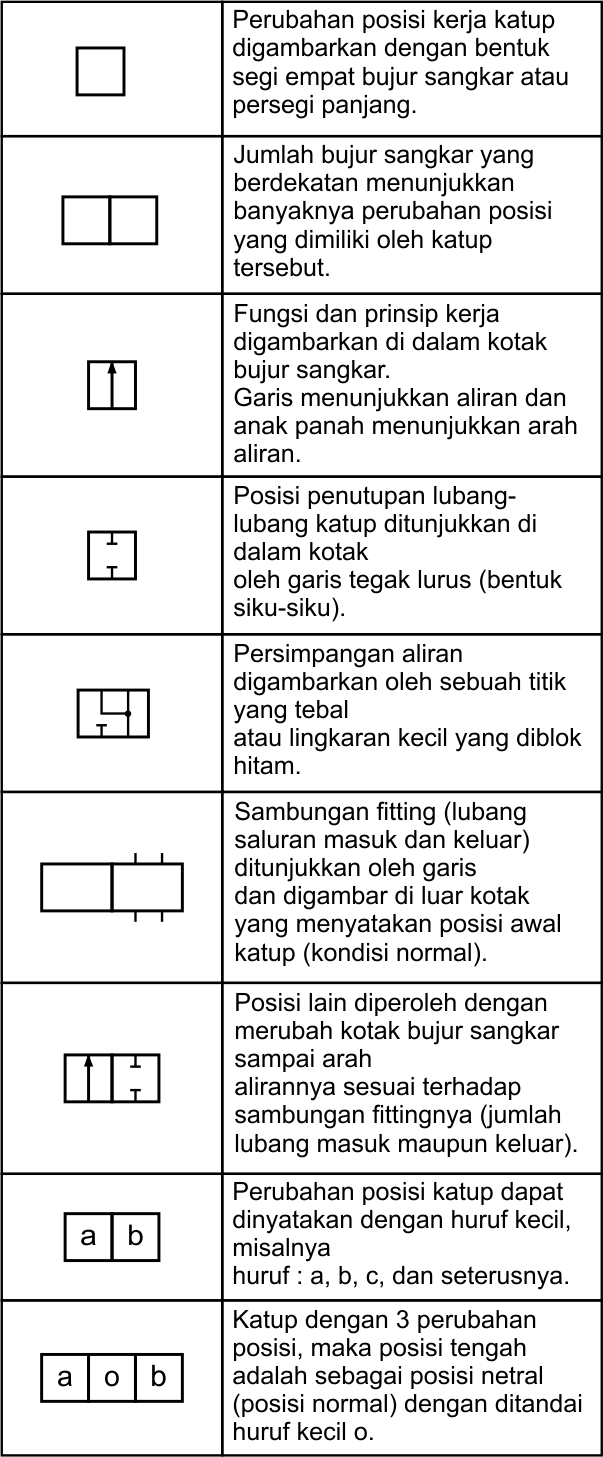 Perubahan posisi kerja katup
digambarkan dengan bentuk
segi empat bujur sangkar atau
persegi panjang.
Jumlah bujur sangkar yang
berdekatan menunjukkan
banyaknya perubahan posisi
yang dimiliki oleh katup
tersebut.
Fungsi dan prinsip kerja
digambarkan di dalam kotak
bujur sangkar.
Garis menunjukkan aliran dan
anak panah menunjukkan arah
aliran.
Posisi penutupan lubang-
lubang katup ditunjukkan di
dalam kotak
oleh garis tegak lurus (bentuk
siku-siku).
Persimpangan aliran
digambarkan oleh sebuah titik
yang tebal
atau lingkaran kecil yang diblok
hitam.
Sambungan fitting (lubang
saluran masuk dan keluar)
ditunjukkan oleh garis
dan digambar di luar kotak
yang menyatakan posisi awal
katup (kondisi normal).
Posisi lain diperoleh dengan
merubah kotak bujur sangkar
sampai arah
alirannya sesuai terhadap
sambungan fittingnya (jumlah
lubang masuk maupun keluar).
a b
Perubahan posisi katup dapat
dinyatakan dengan huruf kecil,
misalnya
huruf : a, b, c, dan seterusnya.
a o b
Katup dengan 3 perubahan
posisi, maka posisi tengah
adalah sebagai posisi netral
(posisi normal) dengan ditandai
huruf kecil o.